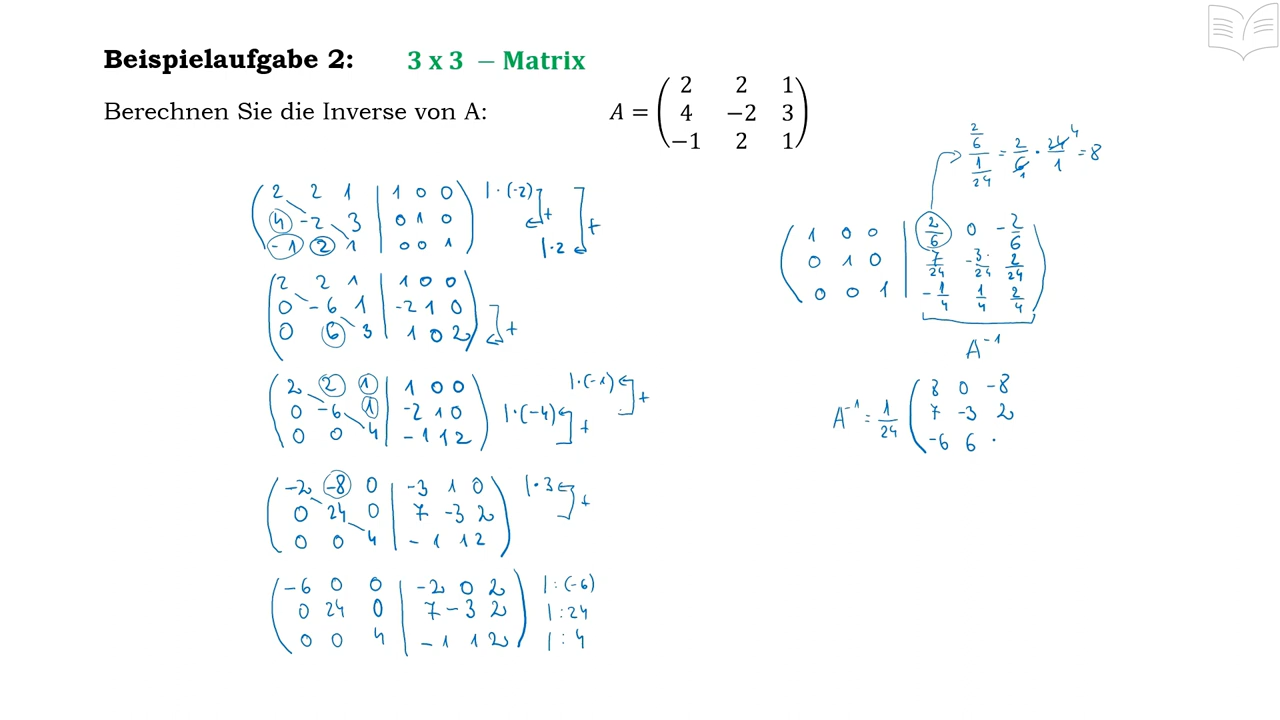 Beispielaufgabe 2: 3 x 3 − Matrix
Berechnen Sie die Inverse von A: A =
2 2 1
4 −2 3
−1 2 1
2 2 1 | 1 0 0 | · (-2)
4 -2 3 | 0 1 0 +
-1 2 1 | 0 0 1 | · 2 +
2 2 1 | 1 0 0
0 -6 1 | -2 1 0
0 6 3 | 1 0 2 +
2 2 1 | 1 0 0 | · (-1) +
0 -6 1 | -2 1 0 | · (-4) +
0 0 4 | -1 1 2
-2 -8 0 | -3 1 0 | · 3 +
0 24 0 | 7 -3 2
0 0 4 | -1 1 2
-6 0 0 | -2 0 2 | : (-6)
0 24 0 | 7 -3 2 | : 24
0 0 4 | -1 1 2 | : 4
2/6 / 1/24 = 2/6 · 24/1 = 8
4
1
1 0 0 | 2/6 0 -2/6
0 1 0 | 7/24 -3/24 2/24
0 0 1 | -1/4 1/4 2/4
A⁻¹
A⁻¹ = 1/24
8 0 -8
7 -3 2
-6 6